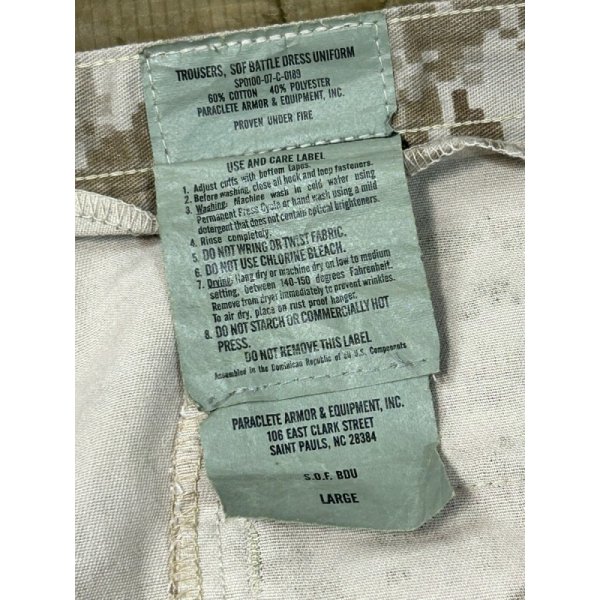 TROUSERS, SOF BATTLE DRESS UNIFORM
SP0100-07-C-0189
60% COTTON 40% POLYESTER
PARACLETE ARMOR & EQUIPMENT, INC.
PROVEN UNDER FIRE
USE AND CARE LABEL
1. Adjust cuffs with bottom tapes.
2. Before washing, close all hook and loop fasteners.
3. Washing: Machine wash in cold water using
Permanent Press Cycle or hand wash using a mild
detergent that does not contain optical brighteners.
4. Rinse completely.
5. DO NOT WRING OR TWIST FABRIC.
6. DO NOT USE CHLORINE BLEACH.
7. Drying: Hang dry or machine dry on low to medium
setting, between 140-150 degrees Fahrenheit.
Remove from dryer immediately to prevent wrinkles.
To air dry, place on rust proof hanger.
8. DO NOT STARCH OR COMMERCIALLY HOT
PRESS.
DO NOT REMOVE THIS LABEL
Assembled in the Dominican Republic of all U.S. Components
PARACLETE ARMOR & EQUIPMENT, INC.
106 EAST CLARK STREET
SAINT PAULS, NC 28384
S.O.F. BDU
LARGE